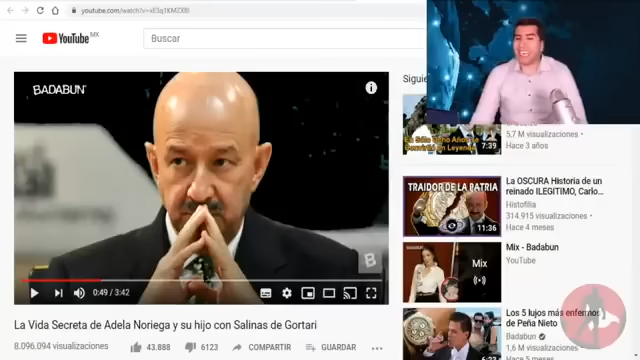 youtube.com/watch?v=
YouTube MX
Buscar
BADABUN
i
0:49 / 3:42
La Vida Secreta de Adela Noriega y su hijo con Salinas de Gortari
8.096.094 visualizaciones
43.888
6123
COMPARTIR
GUARDAR
Siguie
7:39
5,7 M visualizaciones
Hace 3 años
TRAIDOR DE LA PATRIA
11:36
La OSCURA Historia de un
reinado ILEGITIMO, Carlo...
Histofilia
314.915 visualizaciones
Hace 4 meses
BADABUN
Mix
Mix - Badabun
YouTube
Los 5 lujos más enfermos
de Peña Nieto
Badabun
1,6 M visualizaciones
6:23